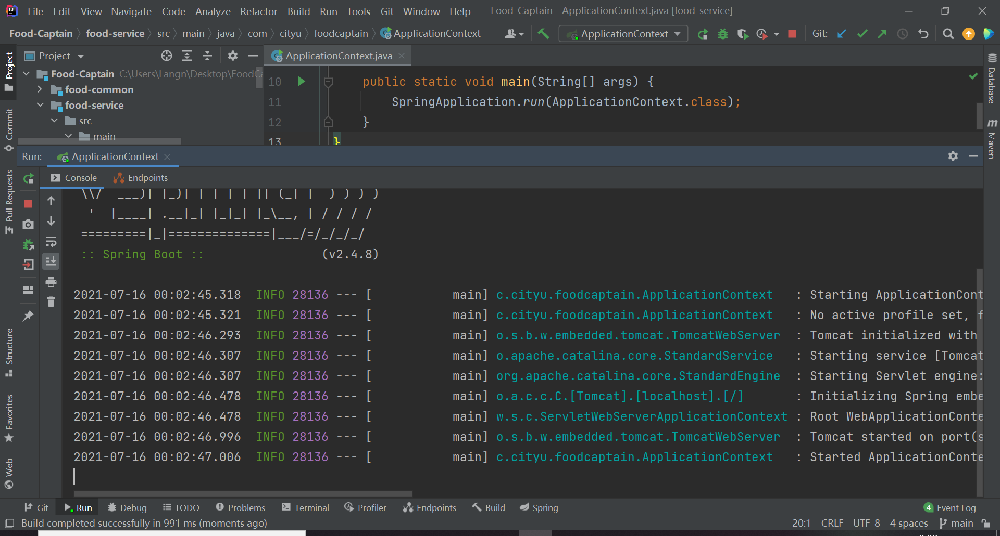 File Edit View Navigate Code Analyze Refactor Build Run Tools Git Window Help Food-Captain - ApplicationContext.java [food-service]
Food-Captain food-service src main java com cityu foodcaptain ApplicationContext ApplicationContext Git:
Project
ApplicationContext.java
Food-Captain C:\Users\Langn\Desktop\FoodCa
food-common
food-service
src
main
10 public static void main(String[] args) {
11 SpringApplication.run(ApplicationContext.class);
12 }
13 }
Project
Commit
Pull Requests
Structure
Favorites
Web
Database
m Maven
Run: ApplicationContext
Console Endpoints
\\/  ___)| |_)| | | | | || (_| |  ) ) ) )
'  |____| .__|_| |_|_| |_\__, | / / / /
=========|_|==============|___/=/_/_/_/
:: Spring Boot :: (v2.4.8)
2021-07-16 00:02:45.318 INFO 28136 --- [ main] c.cityu.foodcaptain.ApplicationContext : Starting ApplicationCont
2021-07-16 00:02:45.321 INFO 28136 --- [ main] c.cityu.foodcaptain.ApplicationContext : No active profile set, f
2021-07-16 00:02:46.293 INFO 28136 --- [ main] o.s.b.w.embedded.tomcat.TomcatWebServer : Tomcat initialized with
2021-07-16 00:02:46.307 INFO 28136 --- [ main] o.apache.catalina.core.StandardService : Starting service [Tomcat
2021-07-16 00:02:46.307 INFO 28136 --- [ main] org.apache.catalina.core.StandardEngine : Starting Servlet engine:
2021-07-16 00:02:46.478 INFO 28136 --- [ main] o.a.c.c.C.[Tomcat].[localhost].[/] : Initializing Spring embe
2021-07-16 00:02:46.478 INFO 28136 --- [ main] w.s.c.ServletWebServerApplicationContext : Root WebApplicationConte
2021-07-16 00:02:46.996 INFO 28136 --- [ main] o.s.b.w.embedded.tomcat.TomcatWebServer : Tomcat started on port(s
2021-07-16 00:02:47.006 INFO 28136 --- [ main] c.cityu.foodcaptain.ApplicationContext : Started ApplicationConte
Git Run Debug TODO Problems Terminal Profiler Endpoints Build Spring 4 Event Log
Build completed successfully in 991 ms (moments ago) 20:1 CRLF UTF-8 4 spaces main